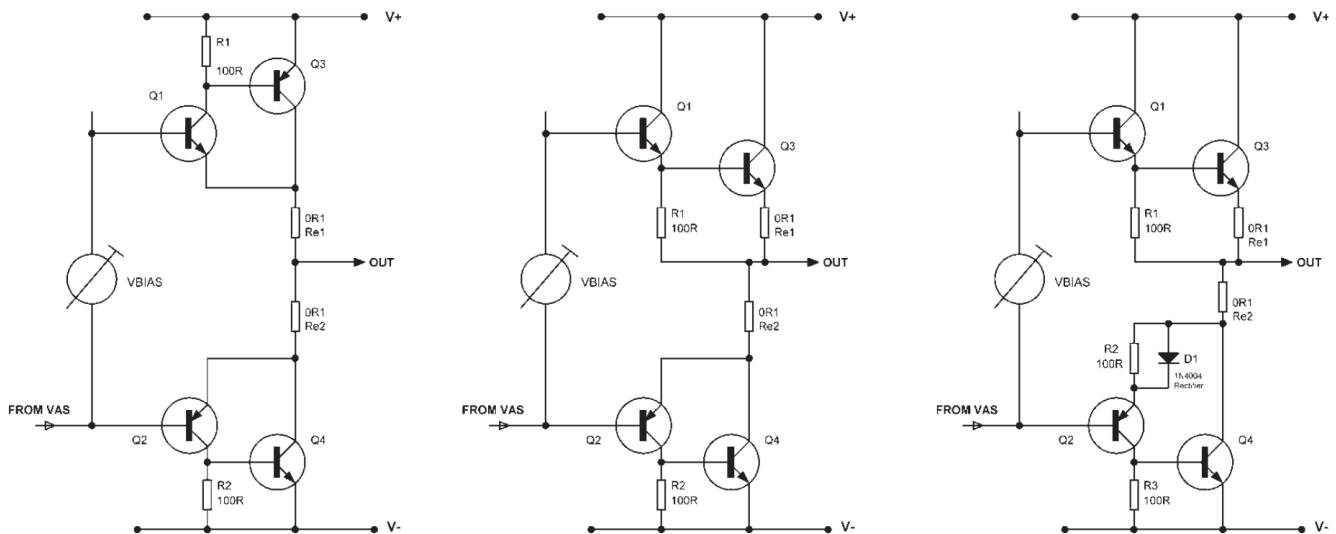 V+
R1
100R
Q3
Q1
0R1
Re1
OUT
VBIAS
0R1
Re2
FROM VAS
Q2
Q4
R2
100R
V-
V+
Q1
Q3
R1
100R
0R1
Re1
OUT
VBIAS
0R1
Re2
FROM VAS
Q2
Q4
R2
100R
V-
V+
Q1
Q3
R1
100R
0R1
Re1
OUT
VBIAS
0R1
Re2
R2
100R
D1
1N4004
Rectifier
FROM VAS
Q2
Q4
R3
100R
V-